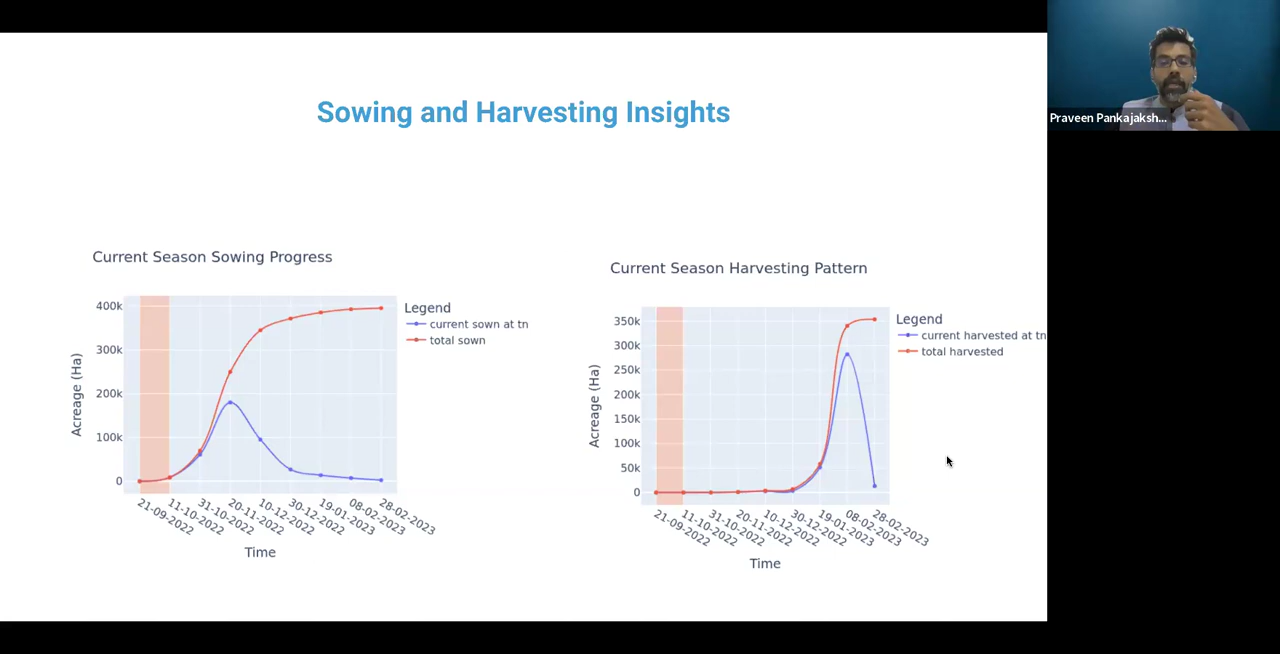 Sowing and Harvesting Insights
Praveen Pankajaksh...
Current Season Sowing Progress
400k
300k
200k
100k
0
Acreage (Ha)
21-09-2022
11-10-2022
31-10-2022
20-11-2022
10-12-2022
30-12-2022
19-01-2023
08-02-2023
28-02-2023
Time
Legend
current sown at tn
total sown
Current Season Harvesting Pattern
350k
300k
250k
200k
150k
100k
50k
0
Acreage (Ha)
21-09-2022
11-10-2022
31-10-2022
20-11-2022
10-12-2022
30-12-2022
19-01-2023
08-02-2023
28-02-2023
Time
Legend
current harvested at tn
total harvested